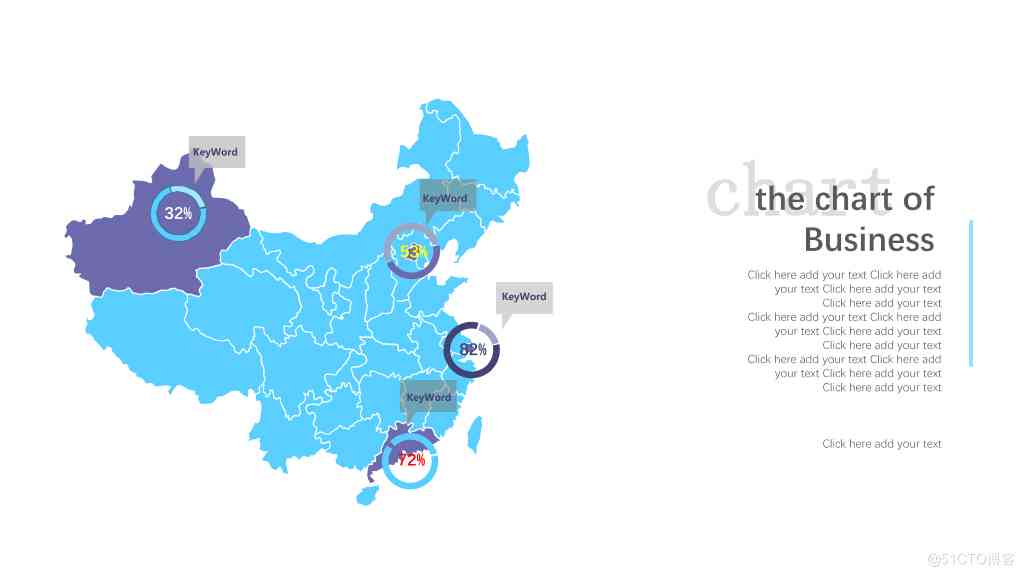 KeyWord
32%
KeyWord
53%
KeyWord
82%
KeyWord
72%
chart
the chart of
Business
Click here add your text Click here add
your text Click here add your text
Click here add your text
Click here add your text Click here add
your text Click here add your text
Click here add your text
Click here add your text Click here add
your text Click here add your text
Click here add your text
Click here add your text
@51CTO博客